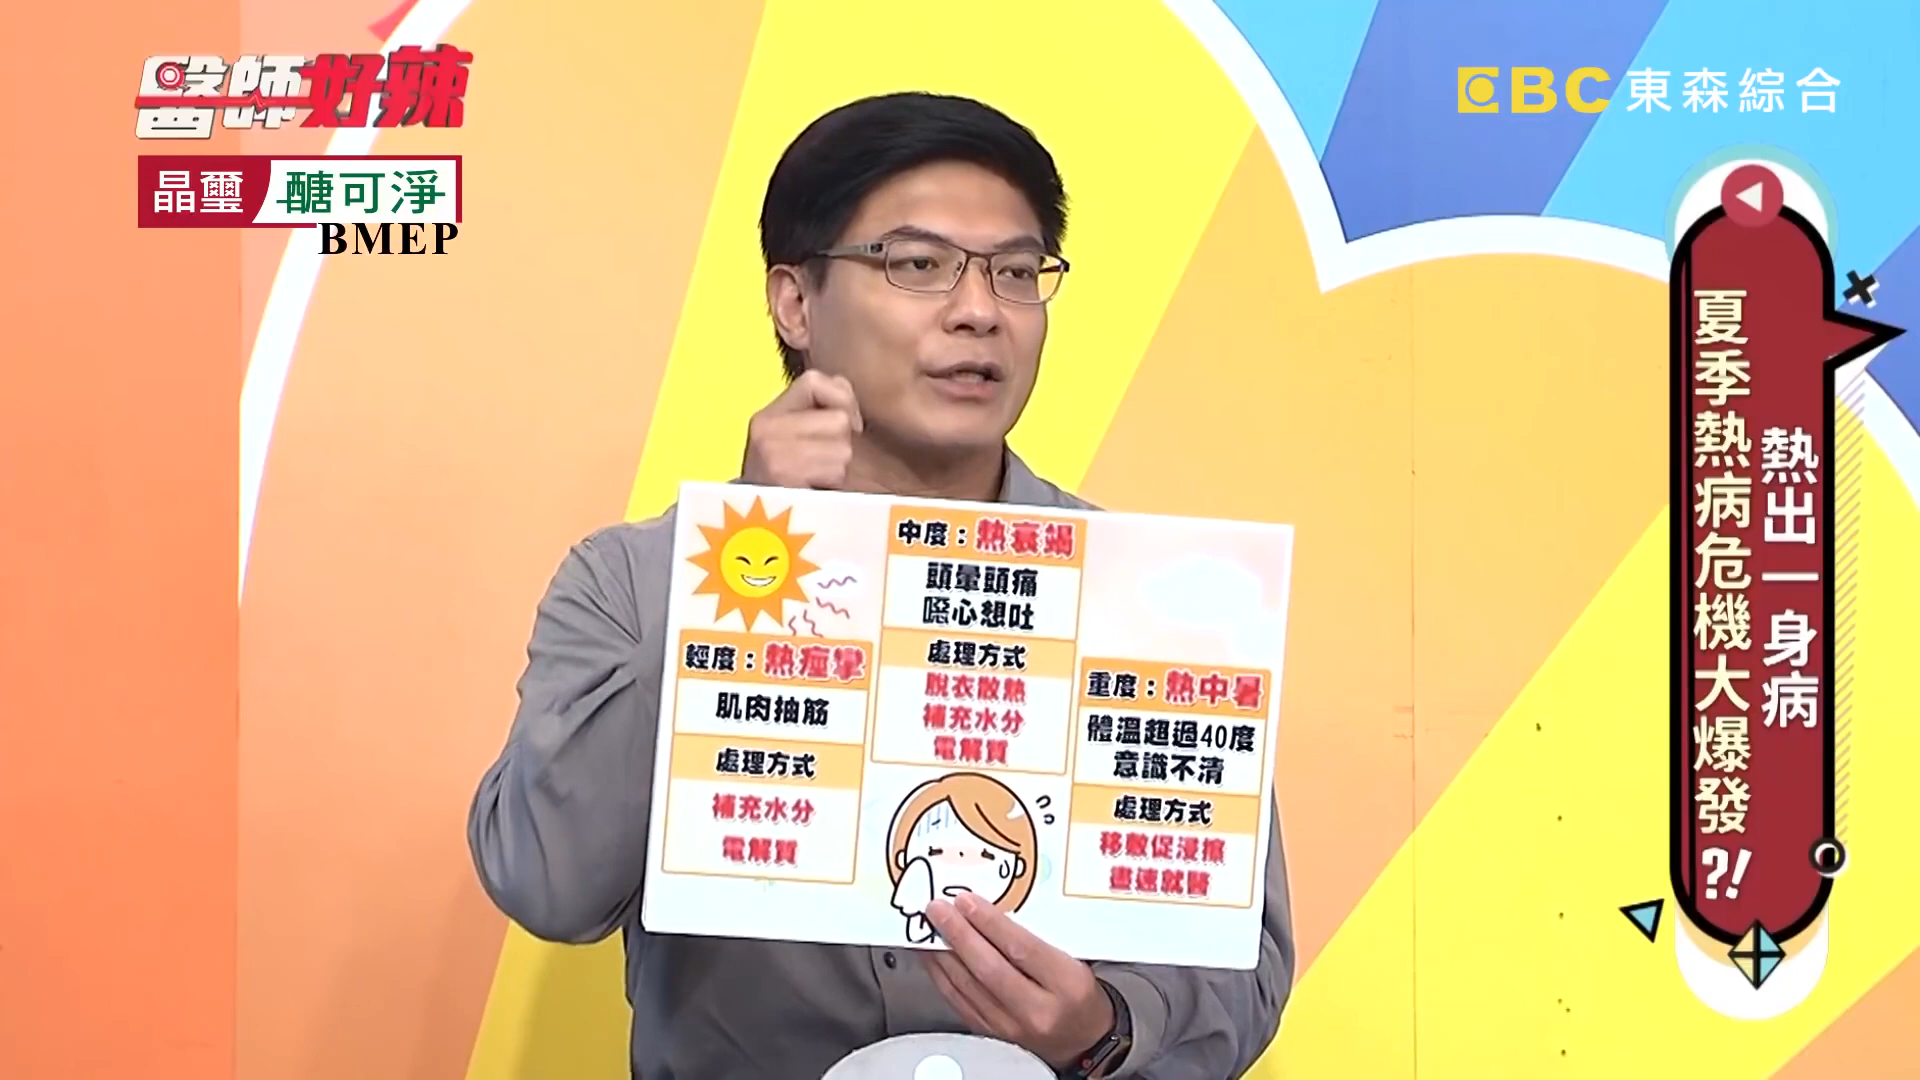 醫師好辣
晶璽 醣可淨
BMEP
EBC 東森綜合
熱出一身病
夏季熱病危機大爆發?!
輕度：熱痙攣
肌肉抽筋
處理方式
補充水分
電解質
中度：熱衰竭
頭暈頭痛
噁心想吐
處理方式
脫衣散熱
補充水分
電解質
重度：熱中暑
體溫超過40度
意識不清
處理方式
移敷促浸擦
盡速就醫